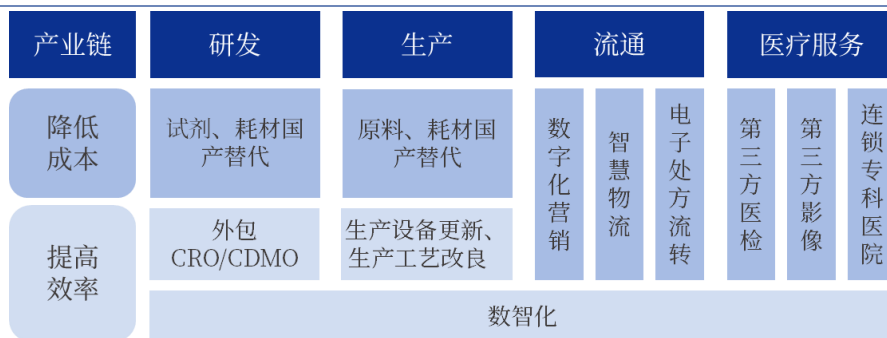 产业链
研发
生产
流通
医疗服务
降低
成本
试剂、耗材国
产替代
原料、耗材国
产替代
数字化营销
智慧物流
电子处方流转
第三方医检
第三方影像
连锁专科医院
提高
效率
外包
CRO/CDMO
生产设备更新、
生产工艺改良
数智化